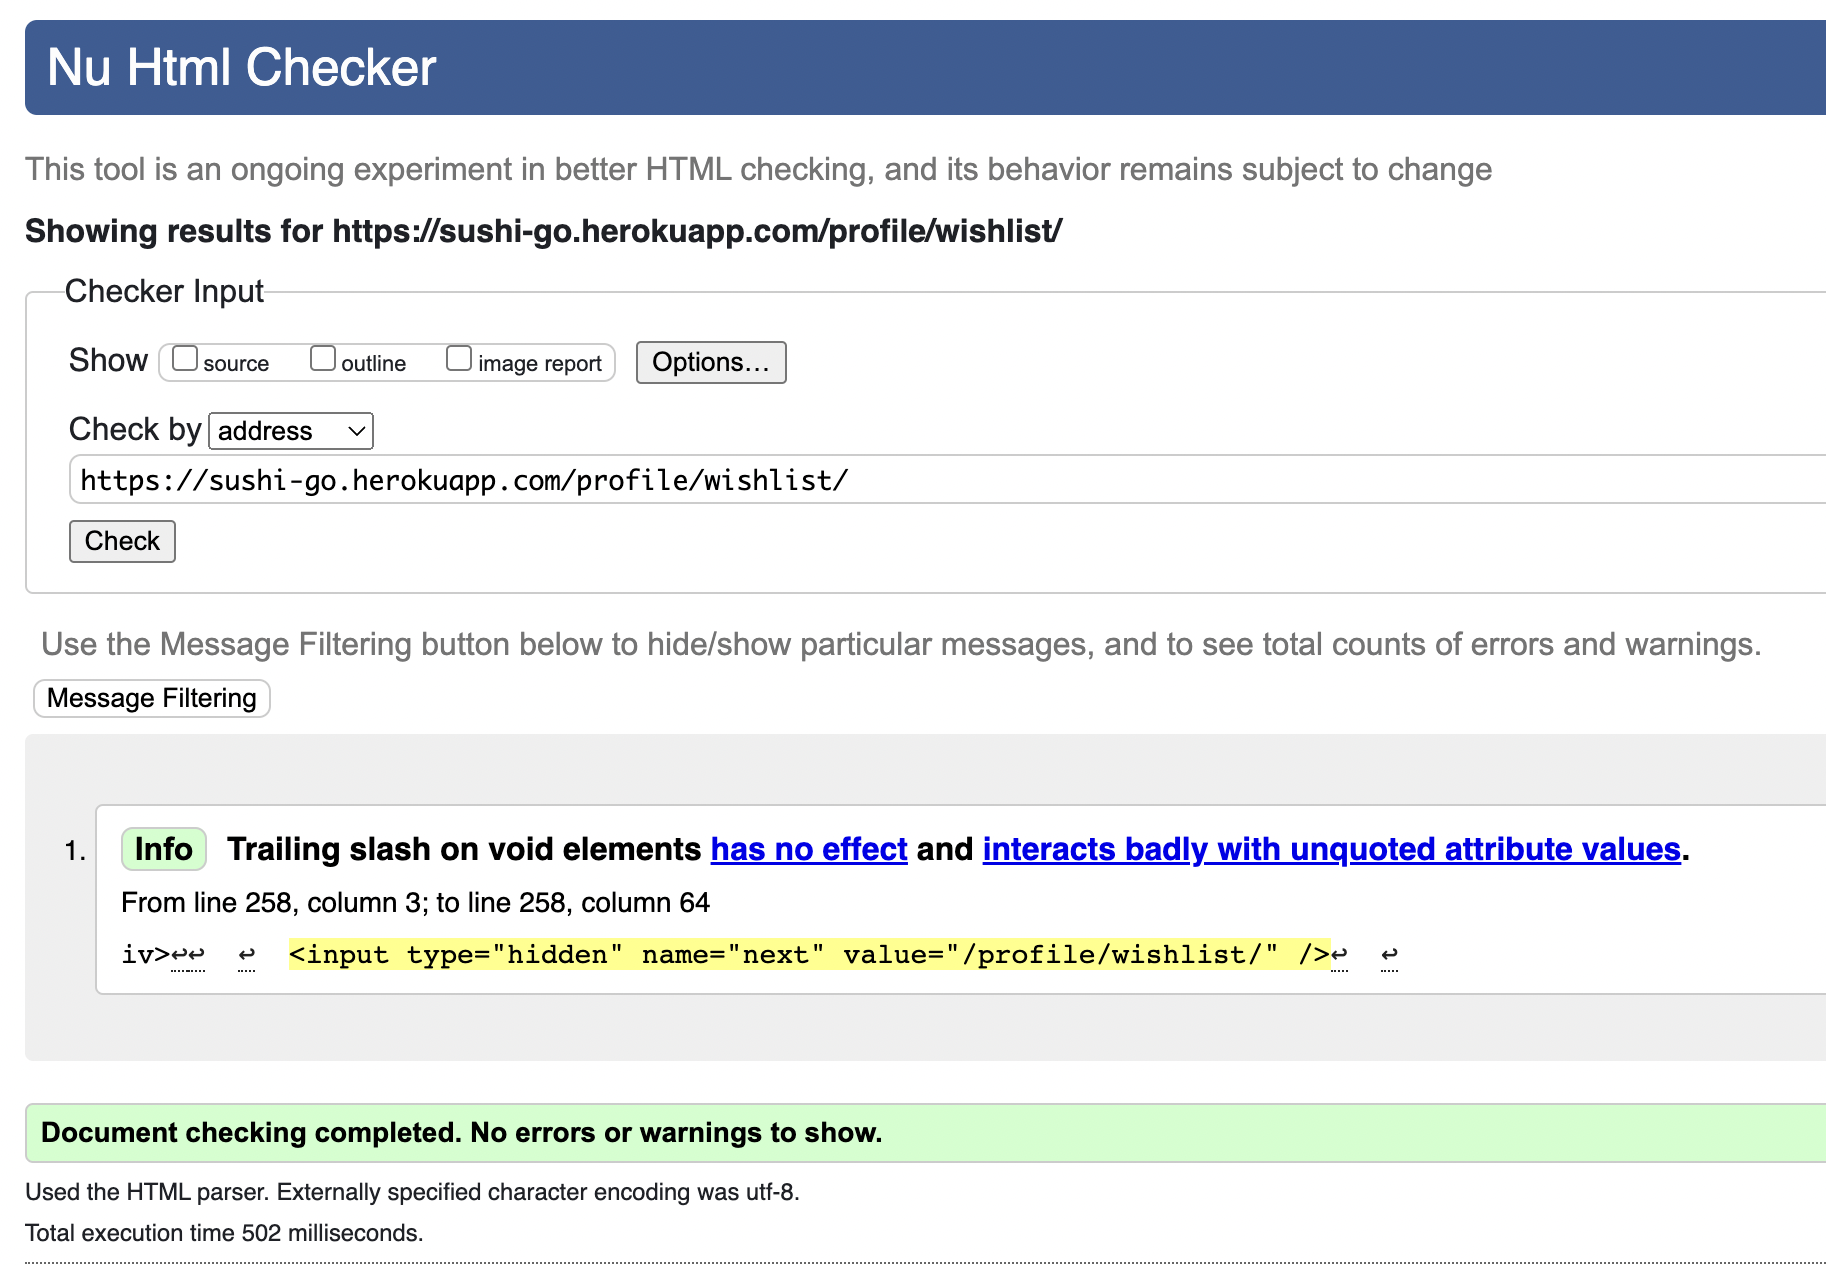 Nu Html Checker
This tool is an ongoing experiment in better HTML checking, and its behavior remains subject to change
Showing results for https://sushi-go.herokuapp.com/profile/wishlist/
Checker Input
Show source outline image report Options...
Check by address
https://sushi-go.herokuapp.com/profile/wishlist/
Check
Use the Message Filtering button below to hide/show particular messages, and to see total counts of errors and warnings.
Message Filtering
1. Info Trailing slash on void elements has no effect and interacts badly with unquoted attribute values.
From line 258, column 3; to line 258, column 64
iv>↩↩ ↩ <input type="hidden" name="next" value="/profile/wishlist/" />↩ ↩
Document checking completed. No errors or warnings to show.
Used the HTML parser. Externally specified character encoding was utf-8.
Total execution time 502 milliseconds.